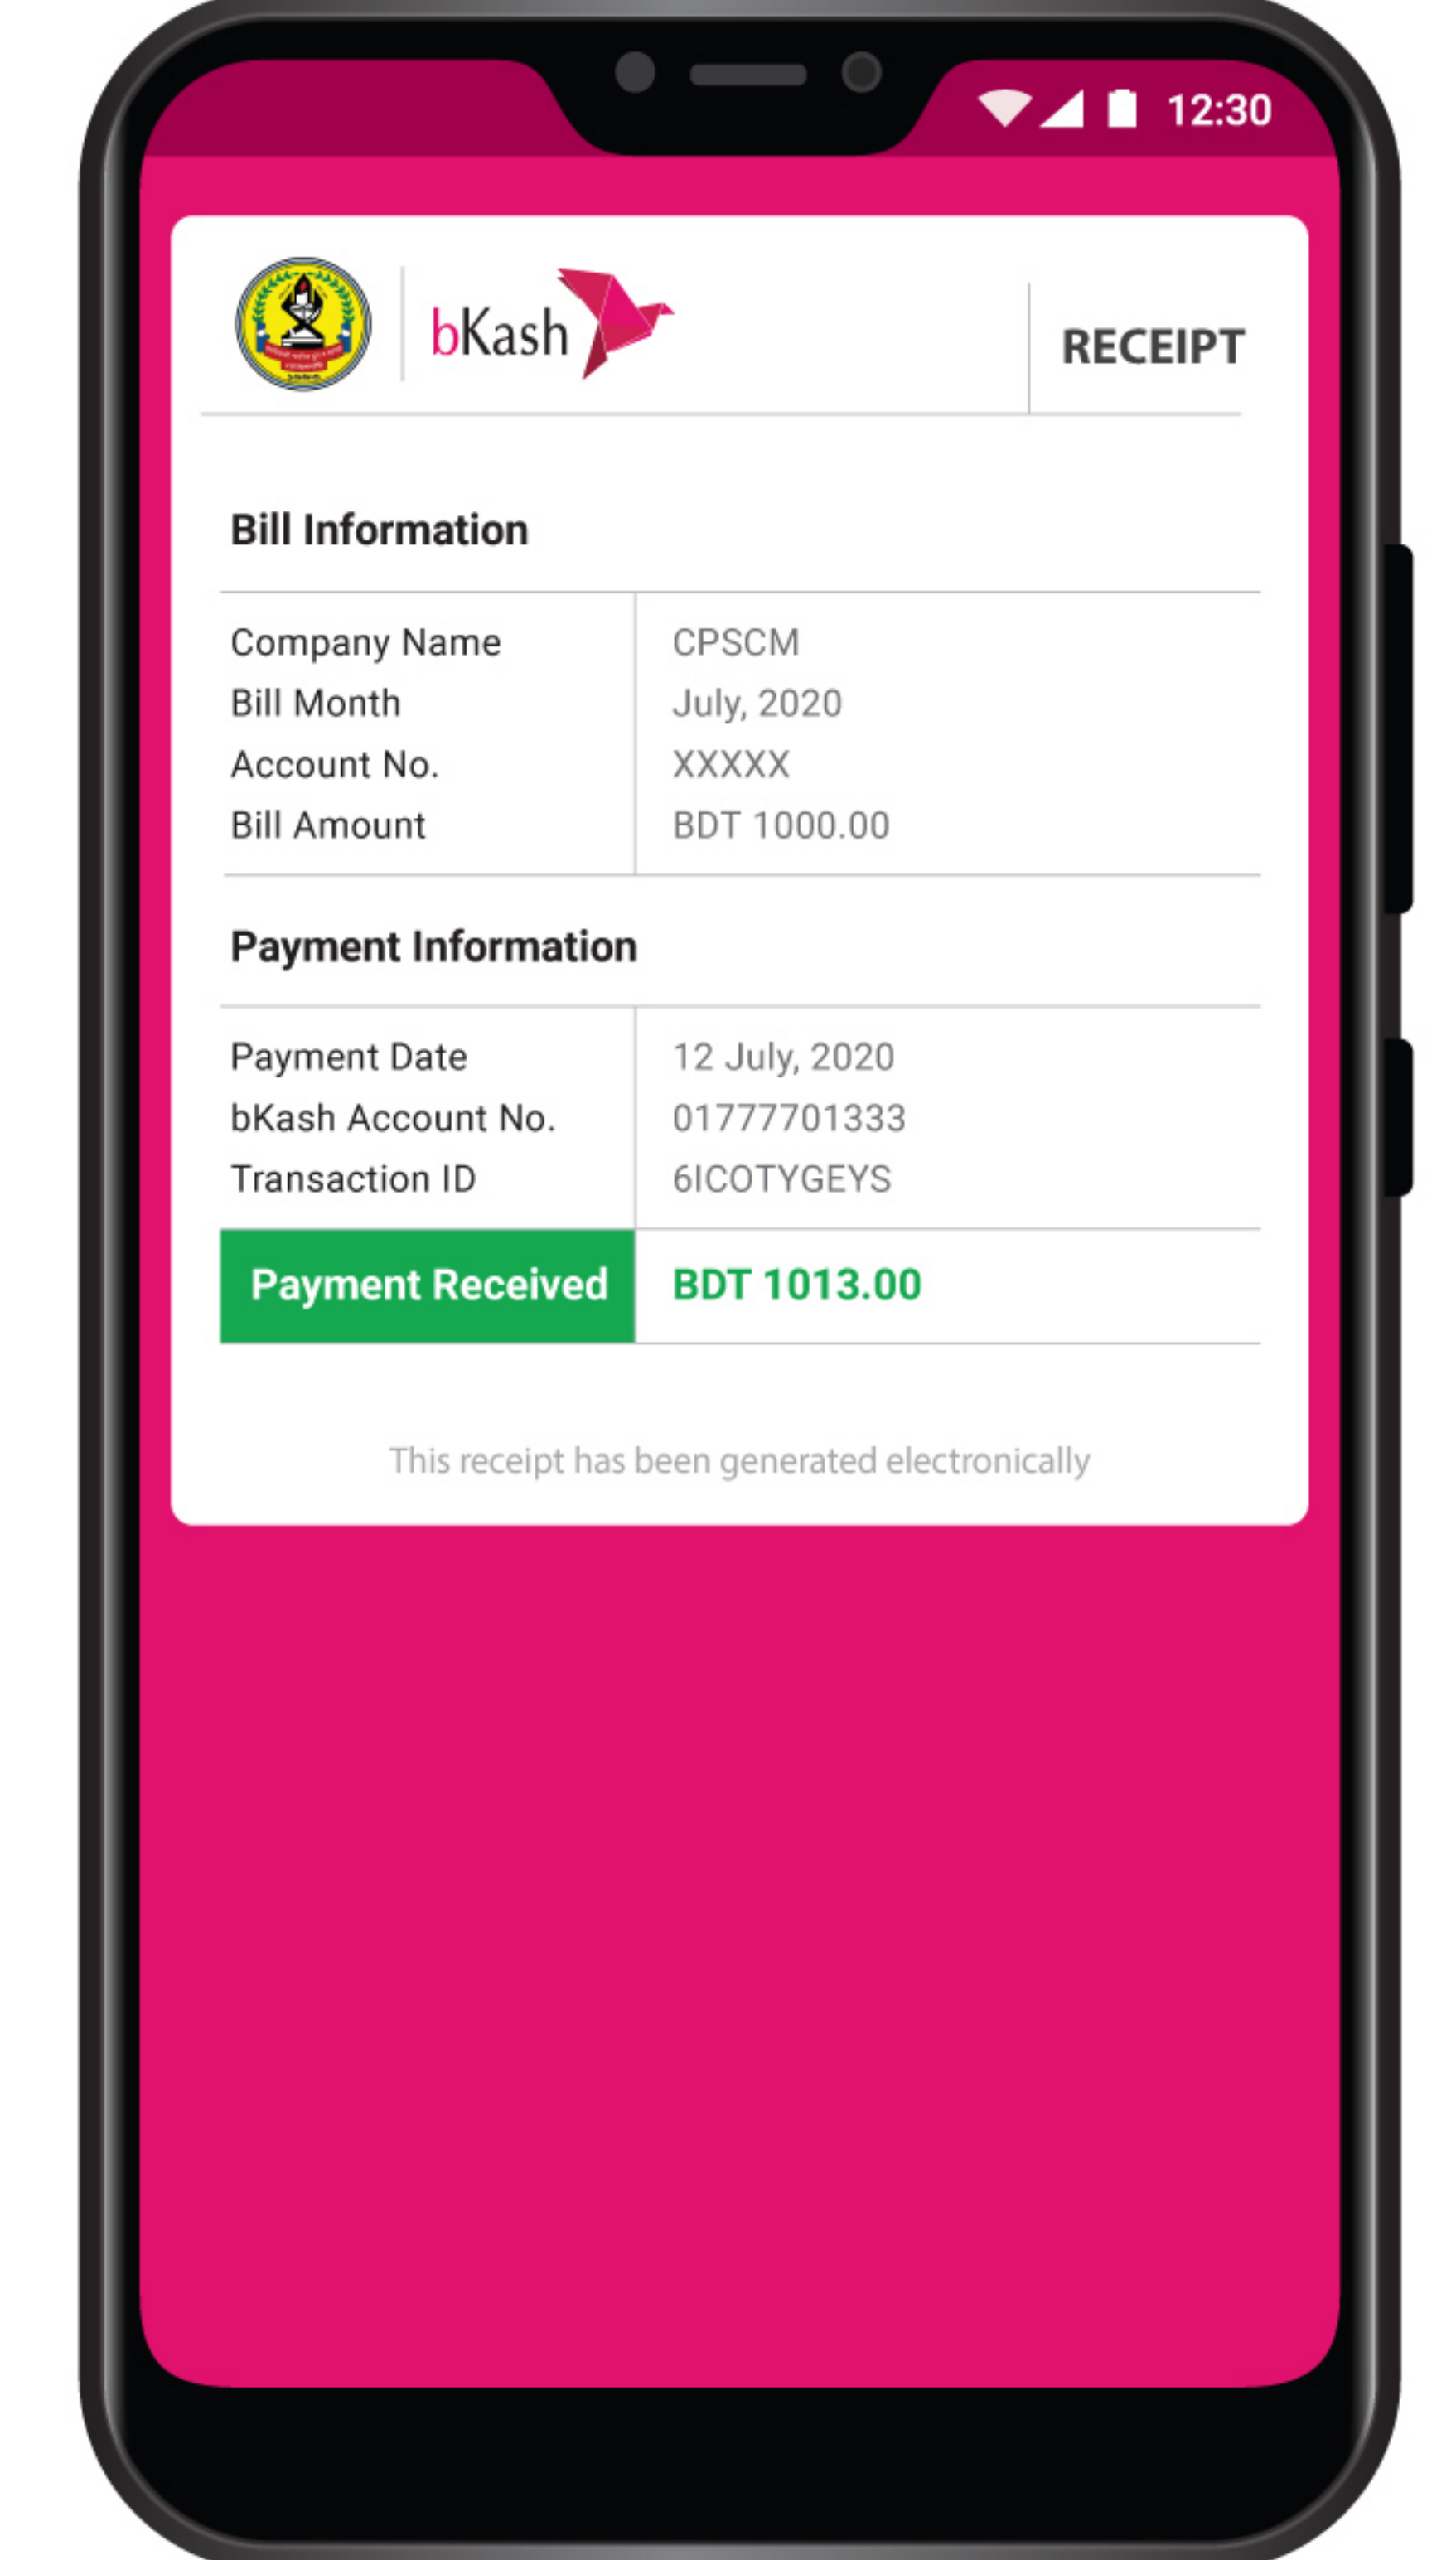 12:30
bKash
RECEIPT
Bill Information
Company Name CPSCM
Bill Month July, 2020
Account No. XXXXX
Bill Amount BDT 1000.00
Payment Information
Payment Date 12 July, 2020
bKash Account No. 01777701333
Transaction ID 6ICOTYGEYS
Payment Received BDT 1013.00
This receipt has been generated electronically